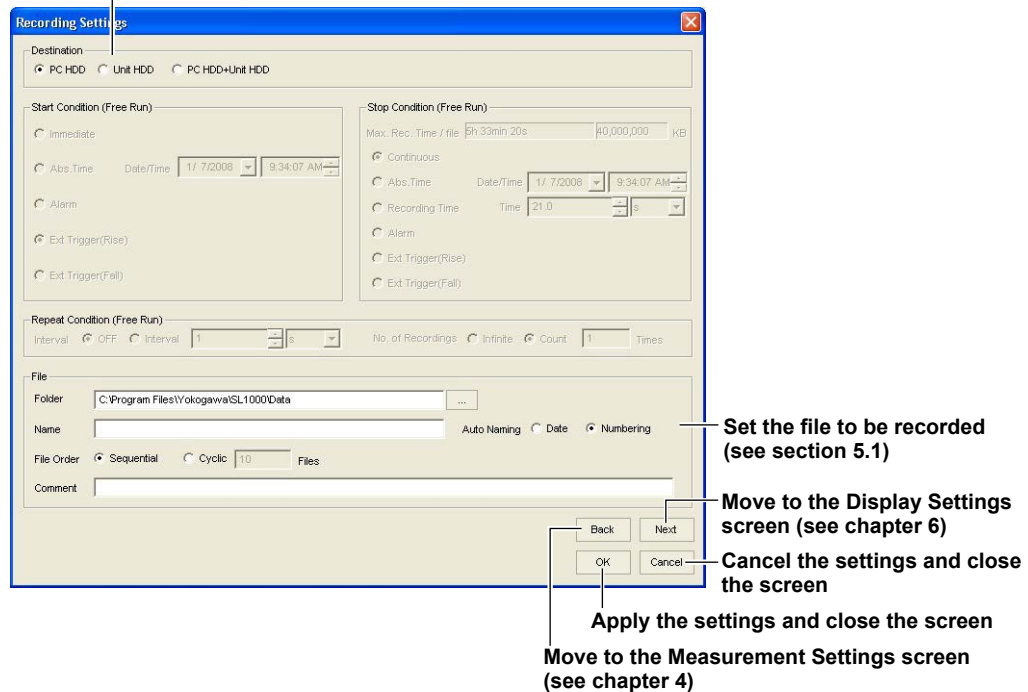 Recording Settings
Destination
PC HDD Unit HDD PC HDD+Unit HDD
Start Condition (Free Run)
Immediate
Abs.Time Date/Time 1/ 7/2008 9:34:07 AM
Alarm
Ext Trigger(Rise)
Ext Trigger(Fall)
Stop Condition (Free Run)
Max. Rec. Time / file 5h 33min 20s 40,000,000 KB
Continuous
Abs.Time Date/Time 1/ 7/2008 9:34:07 AM
Recording Time Time 21.0 s
Alarm
Ext Trigger(Rise)
Ext Trigger(Fall)
Repeat Condition (Free Run)
Interval OFF Interval 1 s No. of Recordings Infinite Count 1 Times
File
Folder C:\Program Files\Yokogawa\SL1000\Data ...
Name Auto Naming Date Numbering
File Order Sequential Cyclic 10 Files
Comment
Back Next
OK Cancel
Set the file to be recorded
(see section 5.1)
Move to the Display Settings
screen (see chapter 6)
Cancel the settings and close
the screen
Apply the settings and close the screen
Move to the Measurement Settings screen
(see chapter 4)